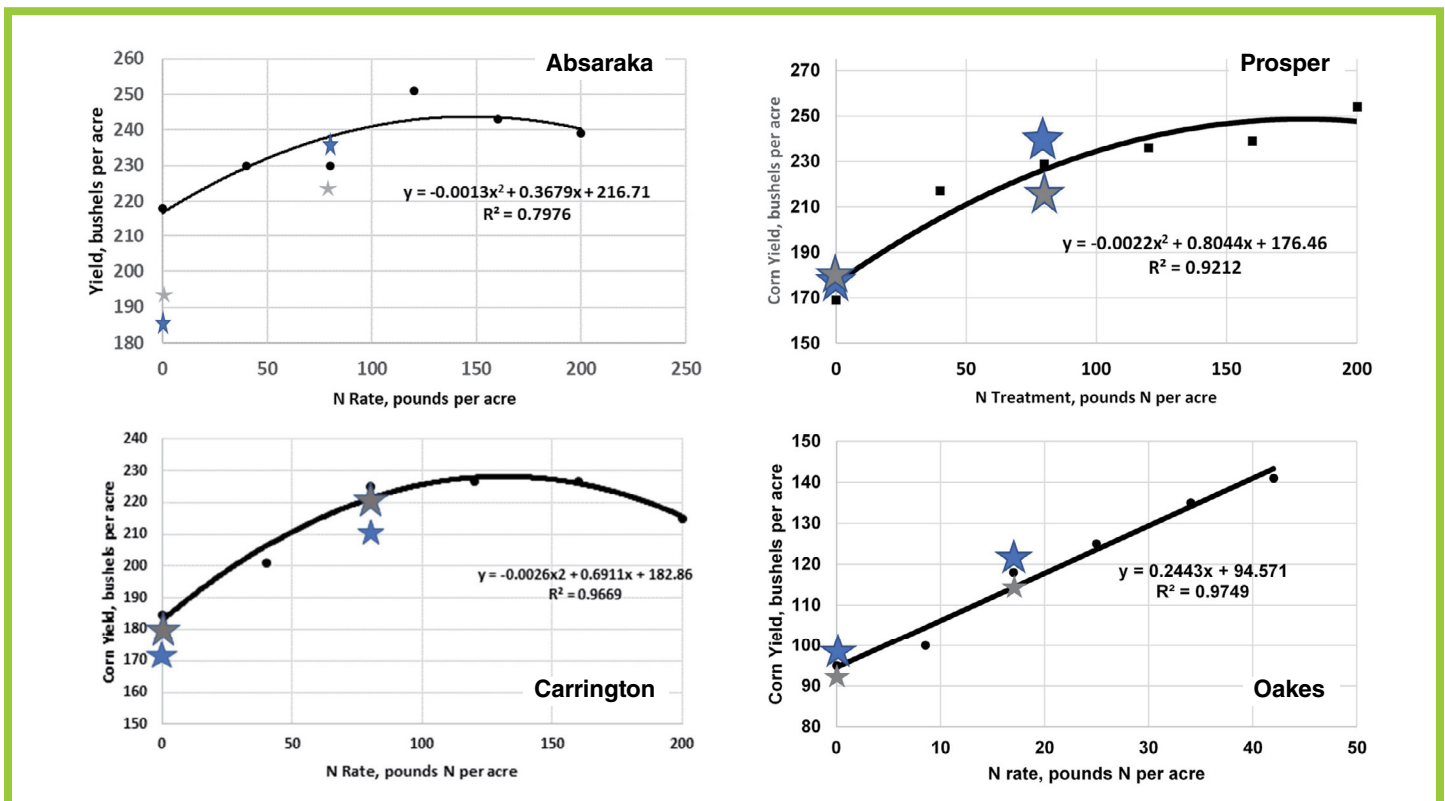 Absaraka
260
250
240
230
220
210
200
190
180
Yield, bushels per acre
y = -0.0013x² + 0.3679x + 216.71
R² = 0.7976
0 50 100 150 200 250
N Rate, pounds per acre
Prosper
270
250
230
210
190
170
150
Corn Yield, bushels per acre
y = -0.0022x² + 0.8044x + 176.46
R² = 0.9212
0 50 100 150 200
N Treatment, pounds N per acre
240
230
220
210
200
190
180
170
160
150
Corn Yield, bushels per acre
y = -0.0026x2 + 0.6911x + 182.86
R² = 0.9669
Carrington
0 50 100 150 200
N Rate, pounds N per acre
150
140
130
120
110
100
90
80
Corn Yield, bushels per acre
y = 0.2443x + 94.571
R² = 0.9749
Oakes
0 10 20 30 40 50
N rate, pounds N per acre